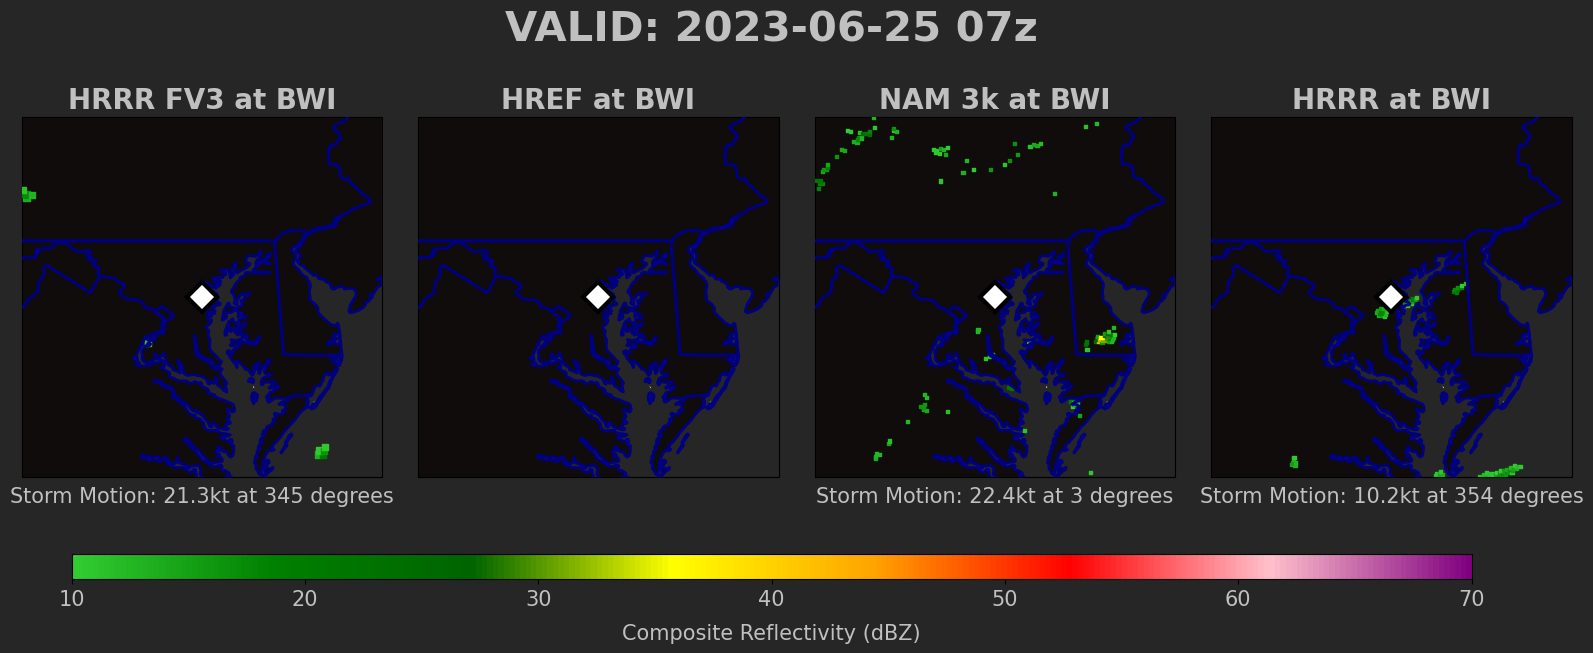 VALID: 2023-06-25 07z
HRRR FV3 at BWI
HREF at BWI
NAM 3k at BWI
HRRR at BWI
Storm Motion: 21.3kt at 345 degrees
Storm Motion: 22.4kt at 3 degrees
Storm Motion: 10.2kt at 354 degrees
10 20 30 40 50 60 70
Composite Reflectivity (dBZ)